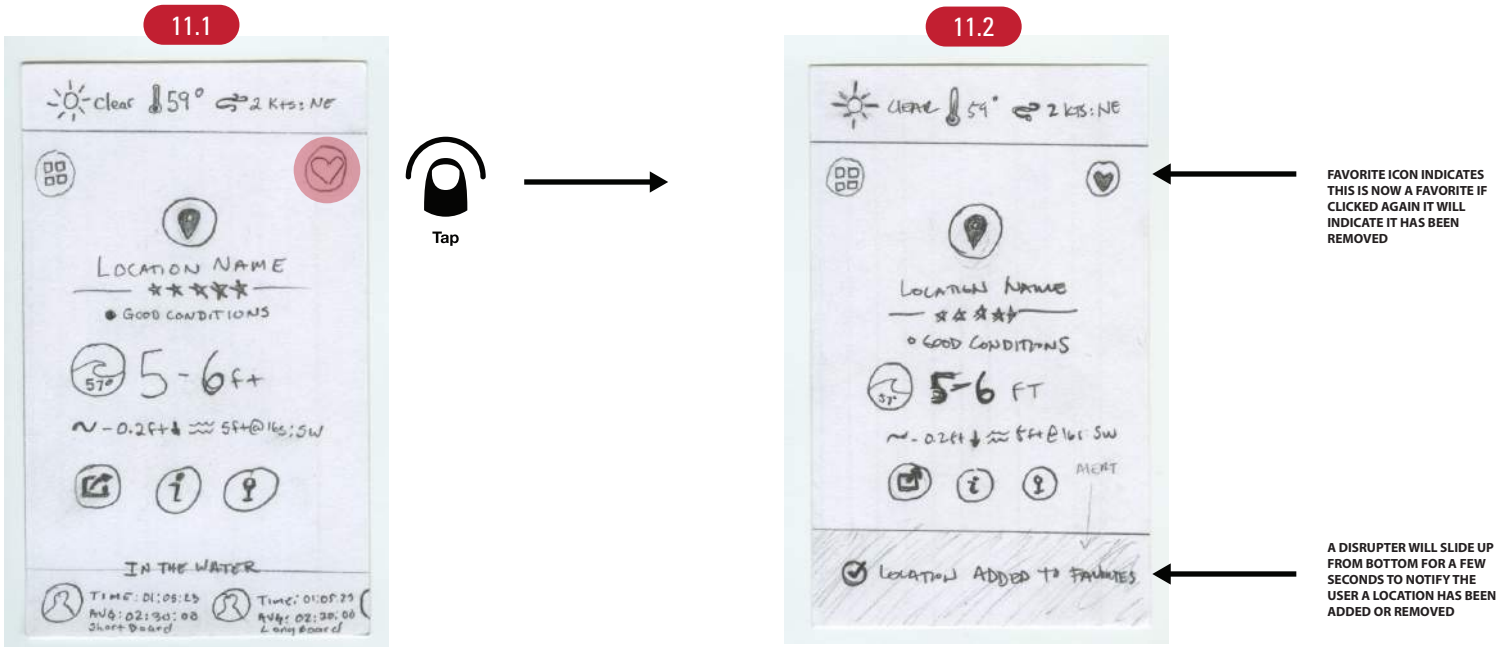 11.1
Clear 59° 2 Kts: NE
LOCATION NAME
GOOD CONDITIONS
57° 5-6ft
-0.2ft 5ft@16s: SW
i
IN THE WATER
TIME: 01:05:23
AVG: 02:30:00
Short Board
Time: 01:05:23
AVG: 02:30:00
Long Board
Tap
11.2
CLEAR 59° 2 KTS: NE
LOCATION NAME
GOOD CONDITIONS
57° 5-6 FT
-0.2ft 5ft@16s SW
i
ALERT
LOCATION ADDED TO FAVORITES
FAVORITE ICON INDICATES
THIS IS NOW A FAVORITE IF
CLICKED AGAIN IT WILL
INDICATE IT HAS BEEN
REMOVED
A DISRUPTER WILL SLIDE UP
FROM BOTTOM FOR A FEW
SECONDS TO NOTIFY THE
USER A LOCATION HAS BEEN
ADDED OR REMOVED